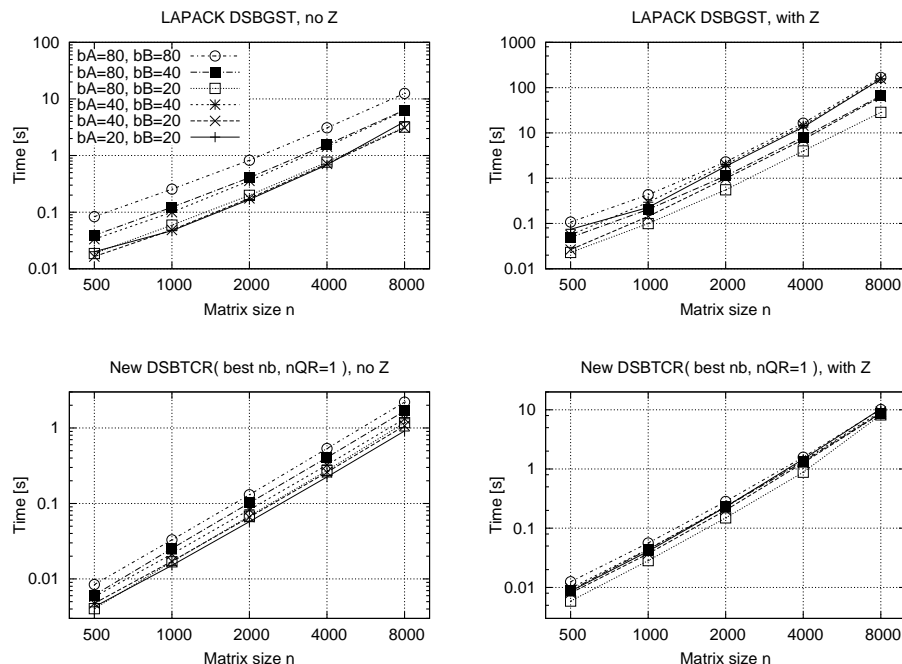 LAPACK DSBGST, no Z
100
10
1
0.1
0.01
Time [s]
bA=80, bB=80
bA=80, bB=40
bA=80, bB=20
bA=40, bB=40
bA=40, bB=20
bA=20, bB=20
500 1000 2000 4000 8000
Matrix size n
LAPACK DSBGST, with Z
1000
100
10
1
0.1
0.01
Time [s]
500 1000 2000 4000 8000
Matrix size n
New DSBTCR( best nb, nQR=1 ), no Z
1
0.1
0.01
Time [s]
500 1000 2000 4000 8000
Matrix size n
New DSBTCR( best nb, nQR=1 ), with Z
10
1
0.1
0.01
Time [s]
500 1000 2000 4000 8000
Matrix size n